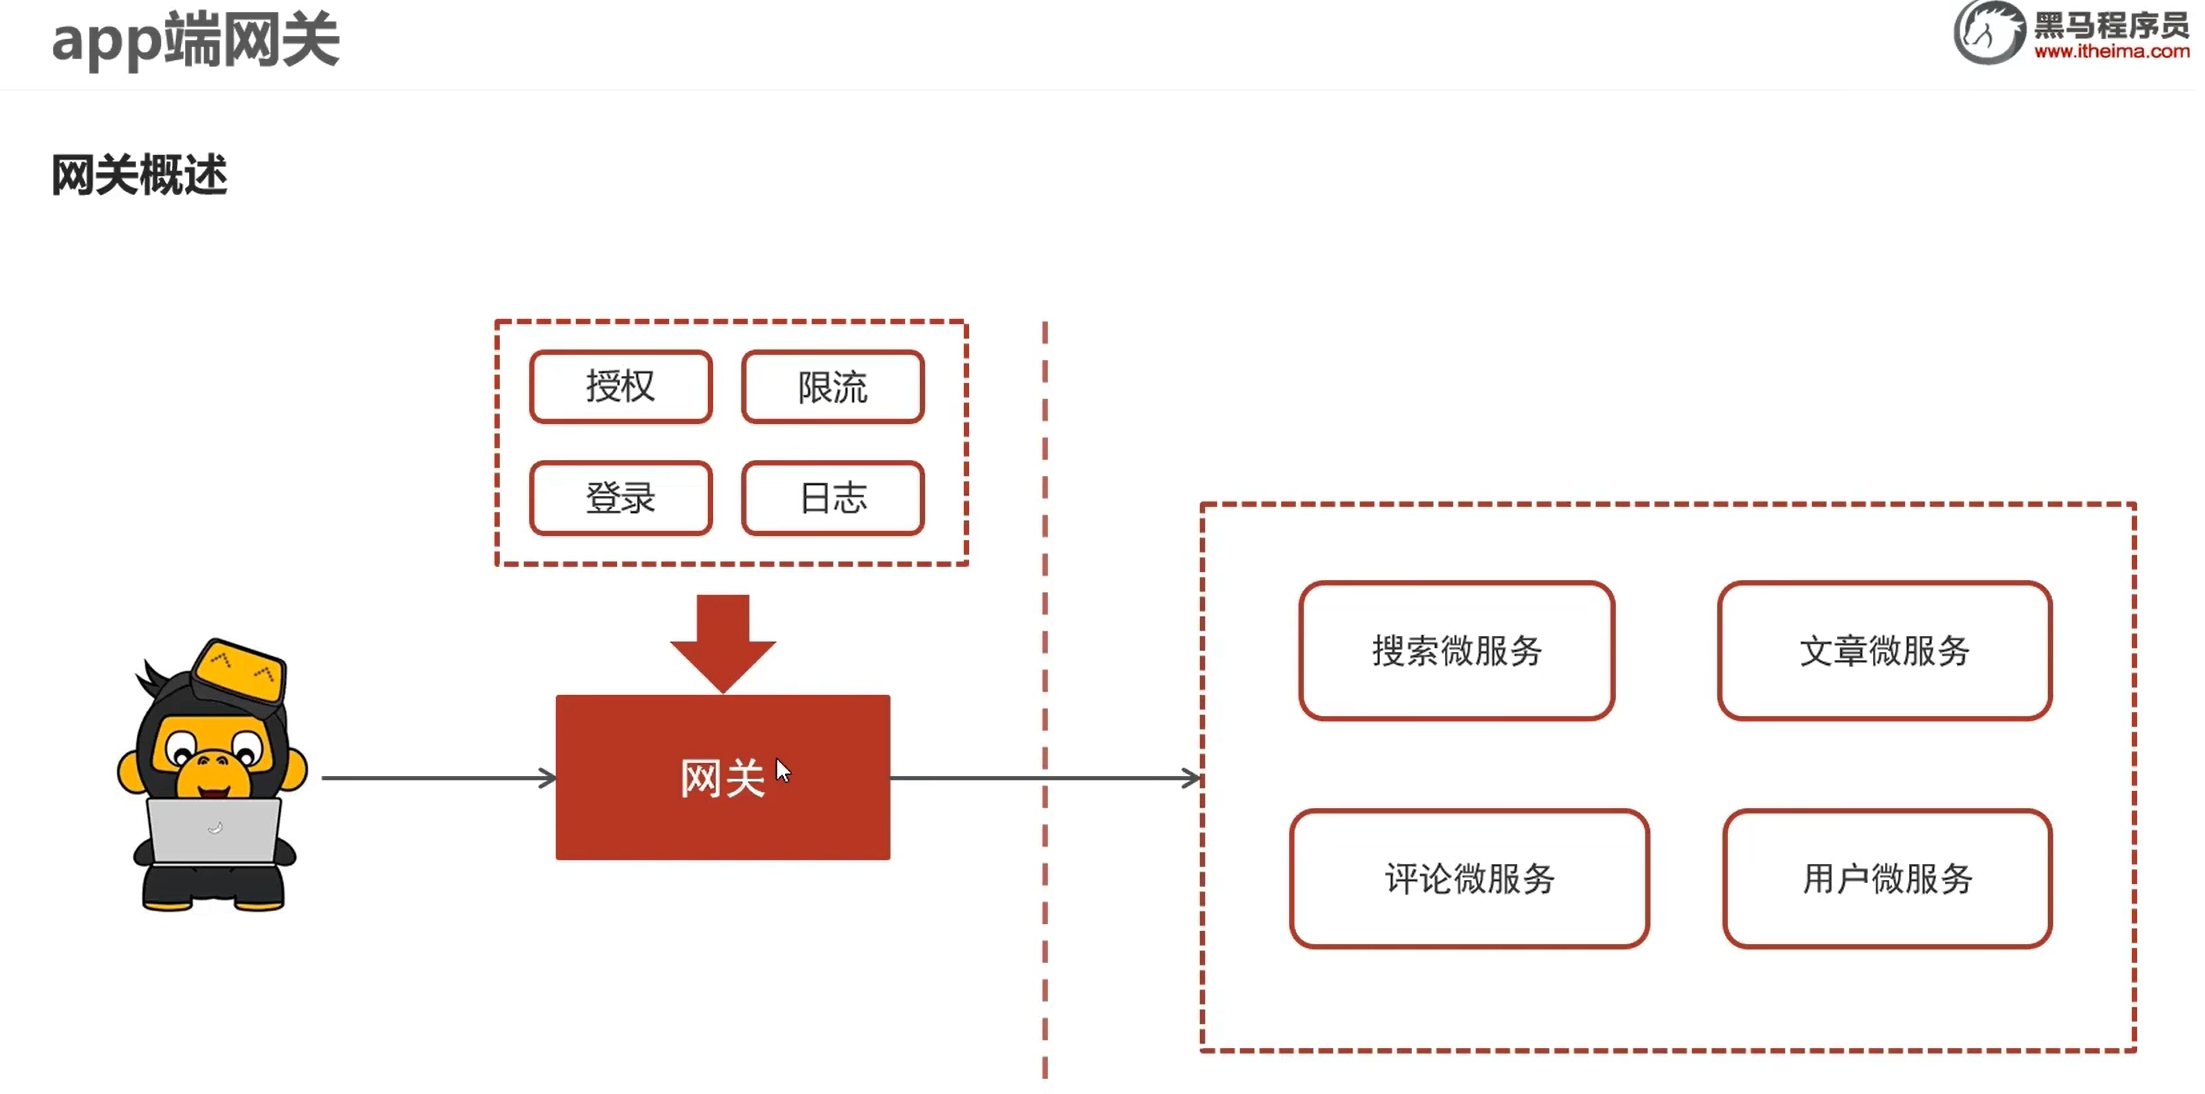 app端网关
黑马程序员
www.itheima.com
网关概述
授权
限流
登录
日志
网关
搜索微服务
文章微服务
评论微服务
用户微服务